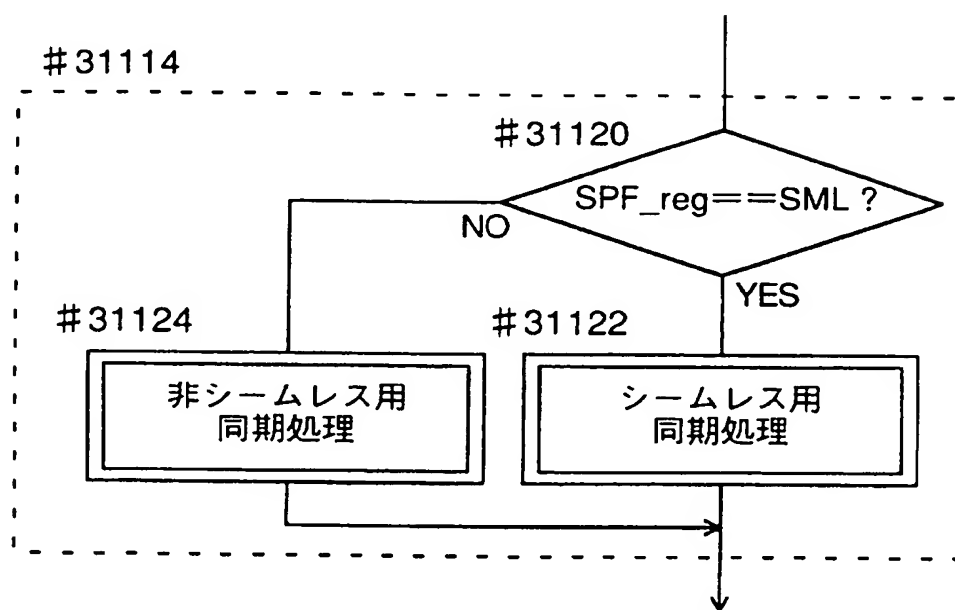 #31114
#31120
SPF_reg==SML ?
NO
YES
#31124
#31122
非シームレス用
同期処理
シームレス用
同期処理